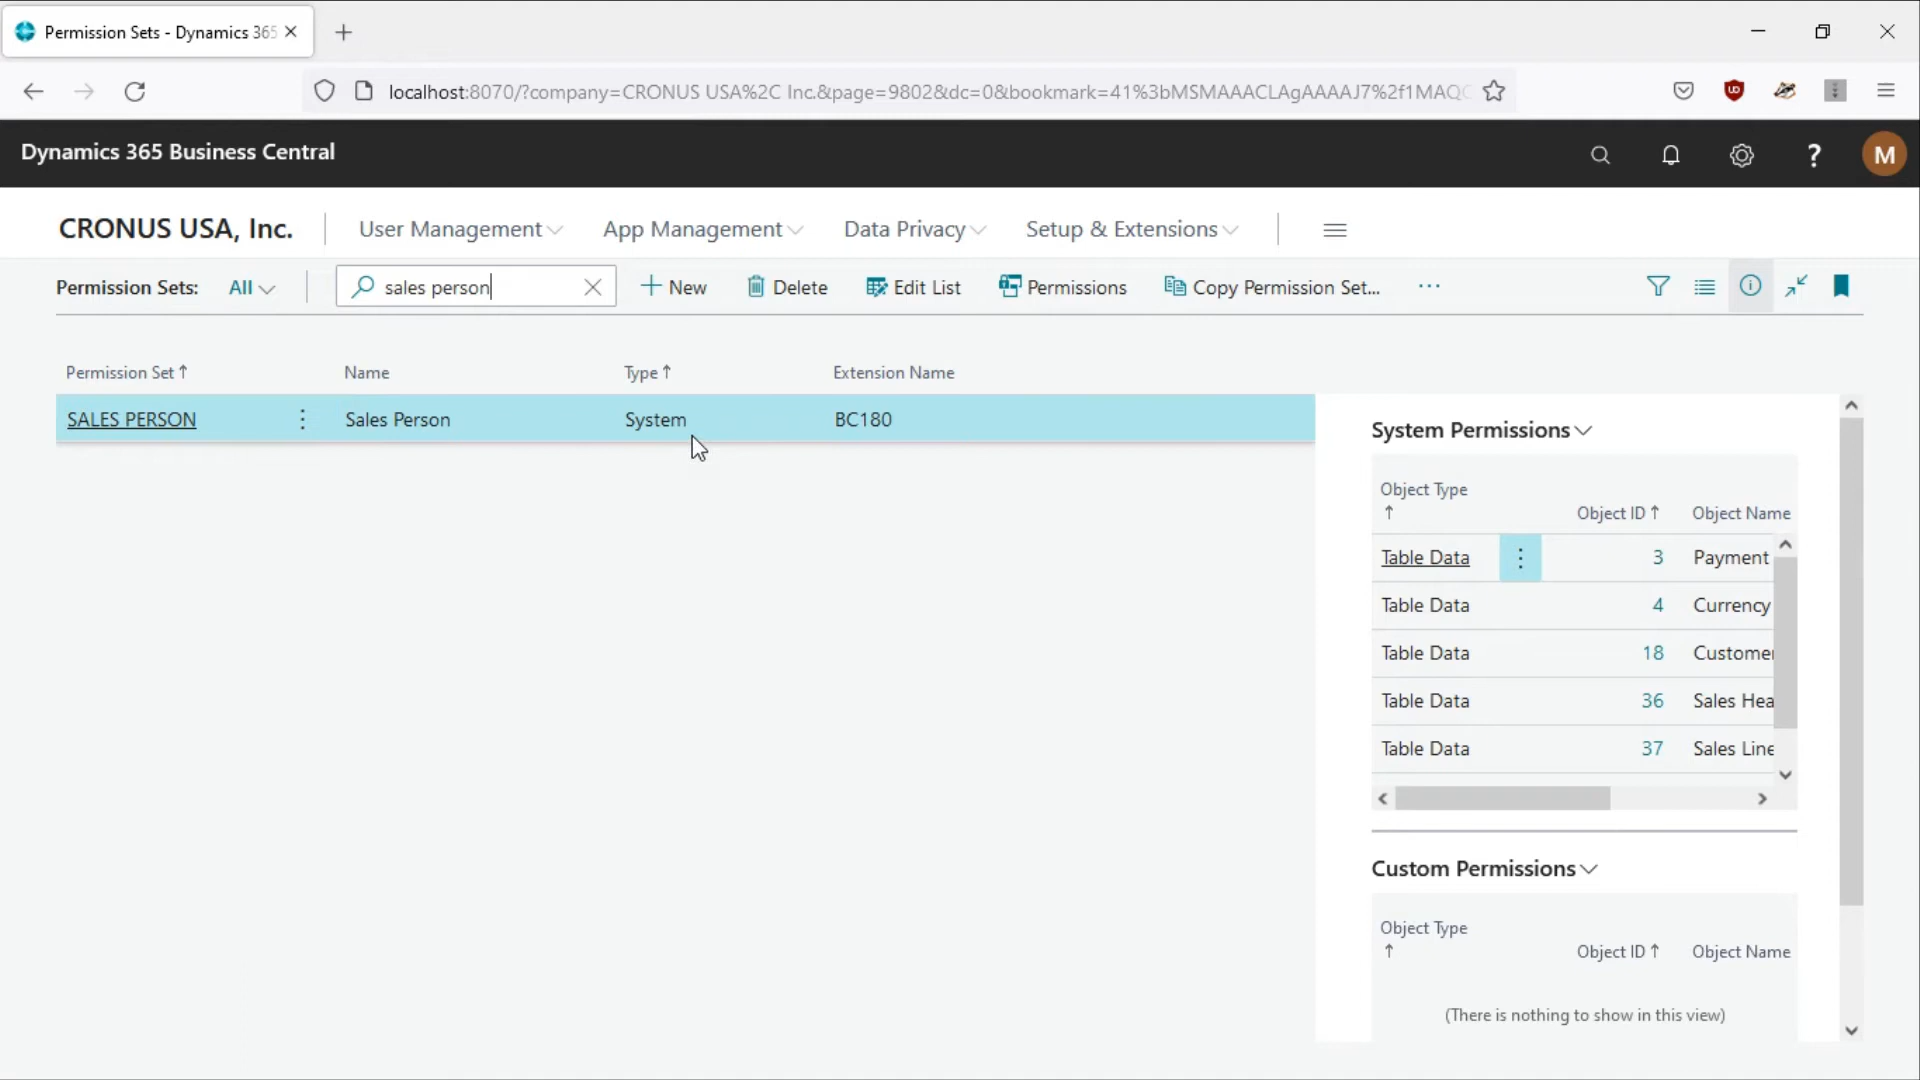 Permission Sets - Dynamics 365
localhost:8070/?company=CRONUS USA%2C Inc.&page=9802&dc=0&bookmark=41%3bMSMAAACLAgAAAAJ7%2f1MAQC
Dynamics 365 Business Central
M
CRONUS USA, Inc. User Management App Management Data Privacy Setup & Extensions
Permission Sets: All sales person New Delete Edit List Permissions Copy Permission Set... ...
Permission Set ↑ Name Type ↑ Extension Name
SALES PERSON Sales Person System BC180
System Permissions
Object Type ↑ Object ID ↑ Object Name
Table Data 3 Payment
Table Data 4 Currency
Table Data 18 Customer
Table Data 36 Sales Hea
Table Data 37 Sales Line
Custom Permissions
Object Type ↑ Object ID ↑ Object Name
(There is nothing to show in this view)